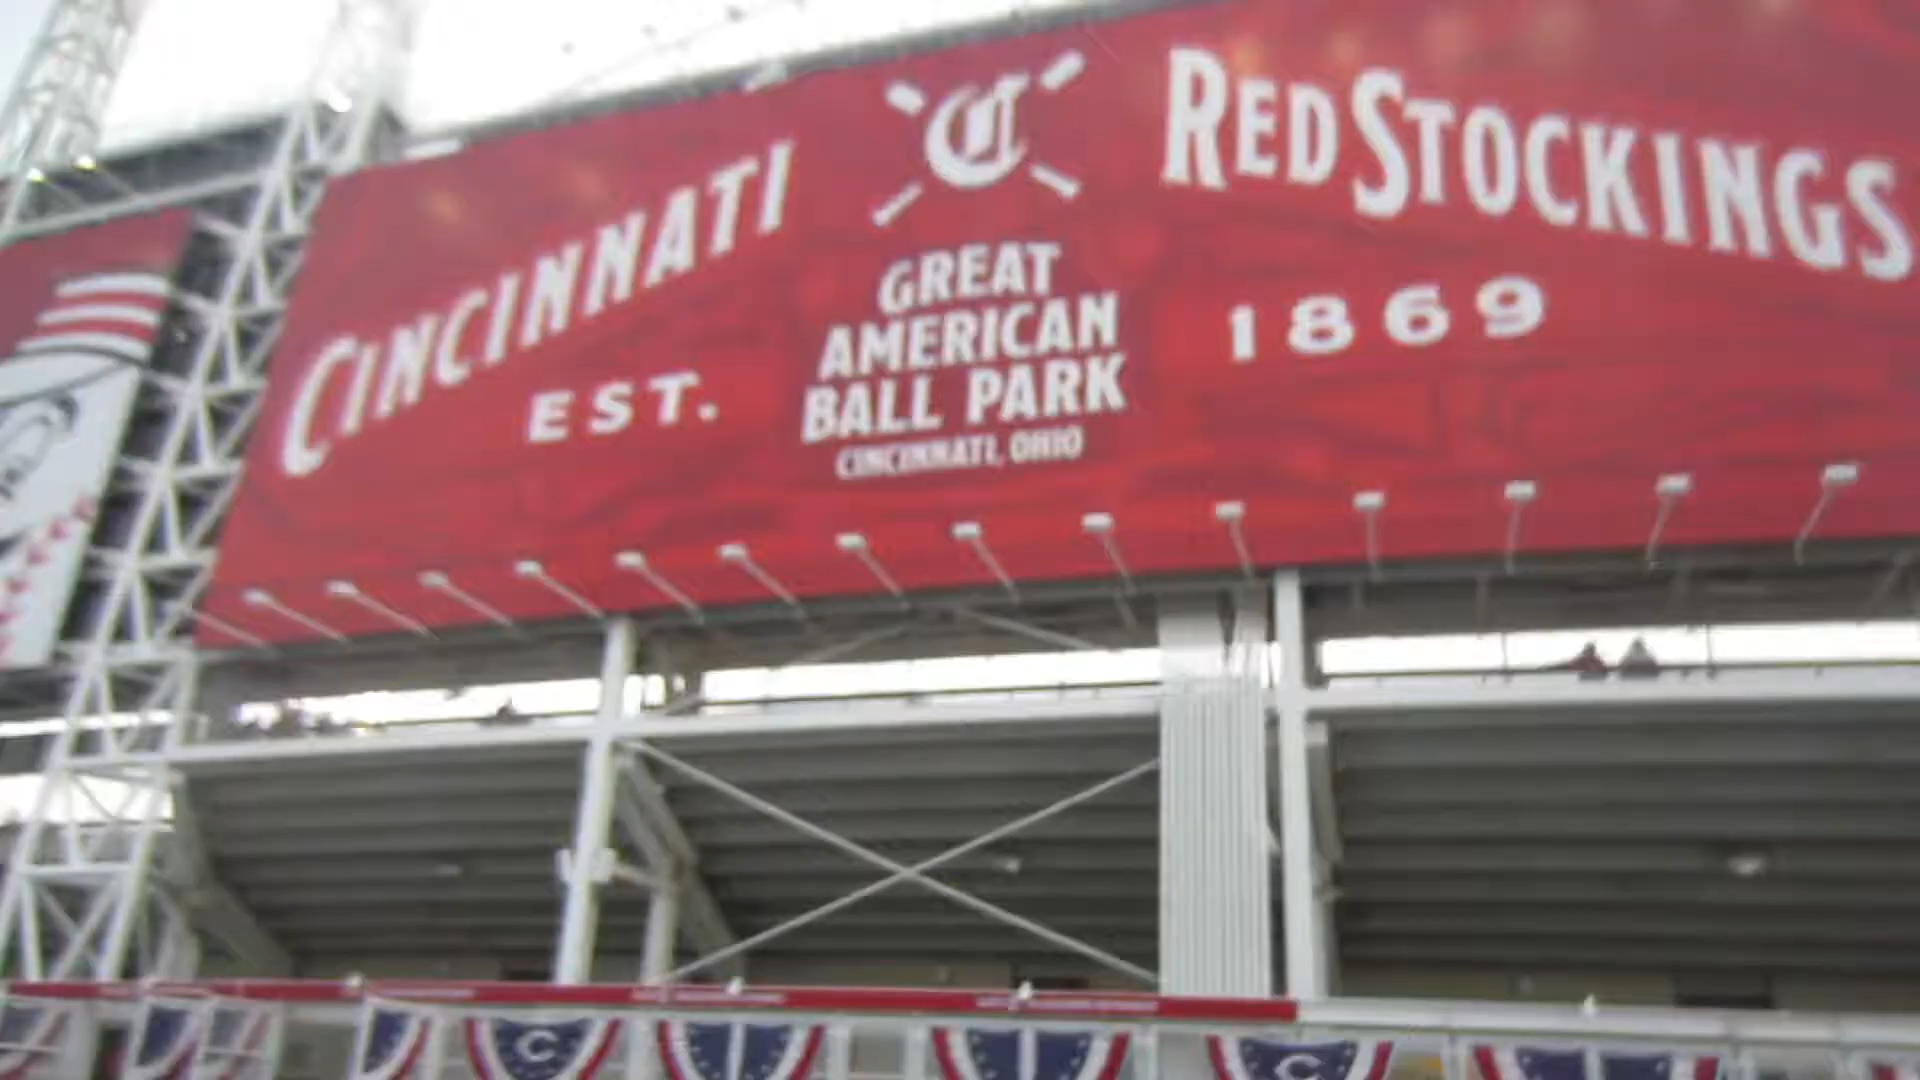 CINCINNATI C RED STOCKINGS
EST. 1869
GREAT
AMERICAN
BALL PARK
CINCINNATI, OHIO
C C